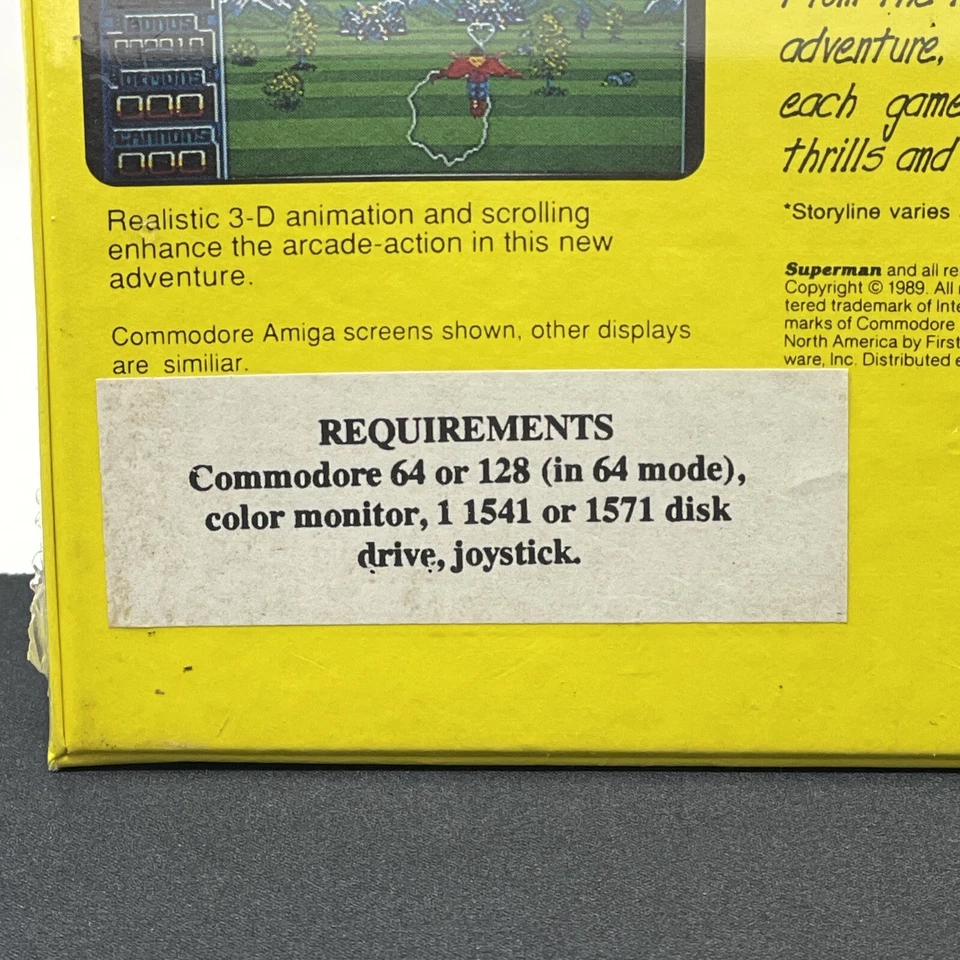 BONUS
DEMONS
000
CANNONS
000
Realistic 3-D animation and scrolling
enhance the arcade-action in this new
adventure.
Commodore Amiga screens shown, other displays
are similiar.
REQUIREMENTS
Commodore 64 or 128 (in 64 mode),
color monitor, 1 1541 or 1571 disk
drive, joystick.
adventure,
each game
thrills and
*Storyline varies
Superman and all re
Copyright © 1989. All
tered trademark of Inte
marks of Commodore
North America by First
ware, Inc. Distributed e